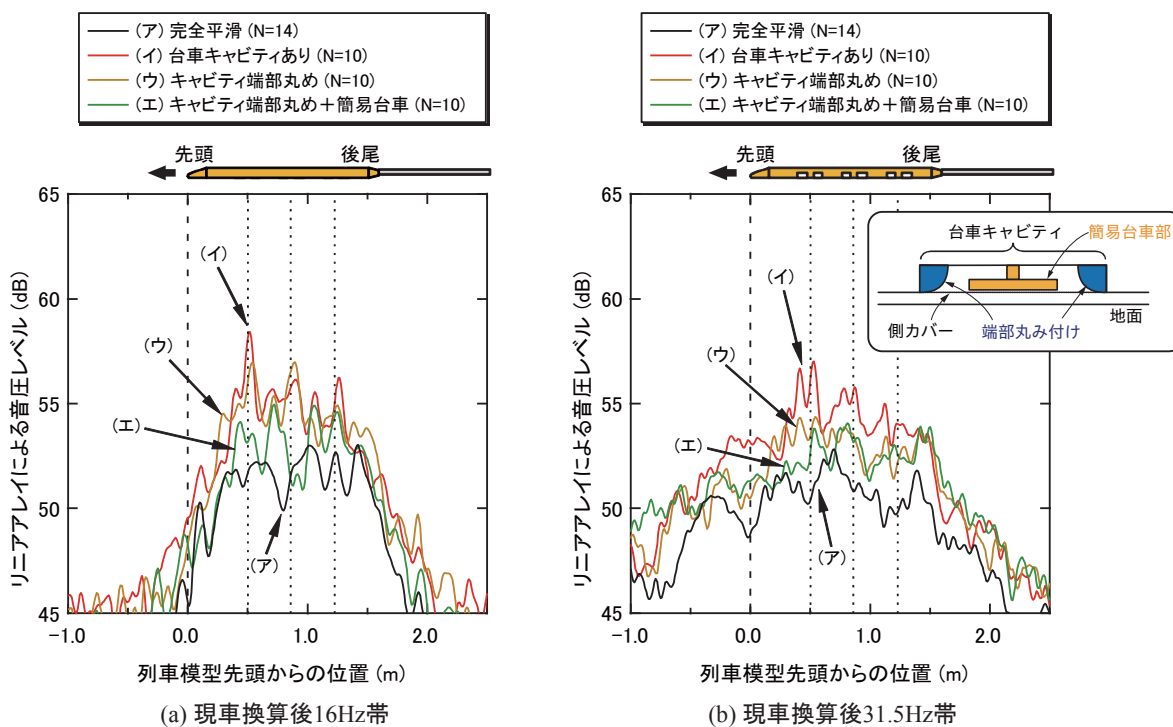 (ア) 完全平滑 (N=14)
(イ) 台車キャビティあり (N=10)
(ウ) キャビティ端部丸め (N=10)
(エ) キャビティ端部丸め＋簡易台車 (N=10)
先頭
後尾
65
60
55
50
45
リニアアレイによる音圧レベル (dB)
(イ)
(ウ)
(エ)
(ア)
-1.0
0.0
1.0
2.0
列車模型先頭からの位置 (m)
(a) 現車換算後16Hz帯
(ア) 完全平滑 (N=14)
(イ) 台車キャビティあり (N=10)
(ウ) キャビティ端部丸め (N=10)
(エ) キャビティ端部丸め＋簡易台車 (N=10)
先頭
後尾
65
60
55
50
45
リニアアレイによる音圧レベル (dB)
台車キャビティ
簡易台車部
側カバー
端部丸み付け
地面
(イ)
(ウ)
(エ)
(ア)
-1.0
0.0
1.0
2.0
列車模型先頭からの位置 (m)
(b) 現車換算後31.5Hz帯